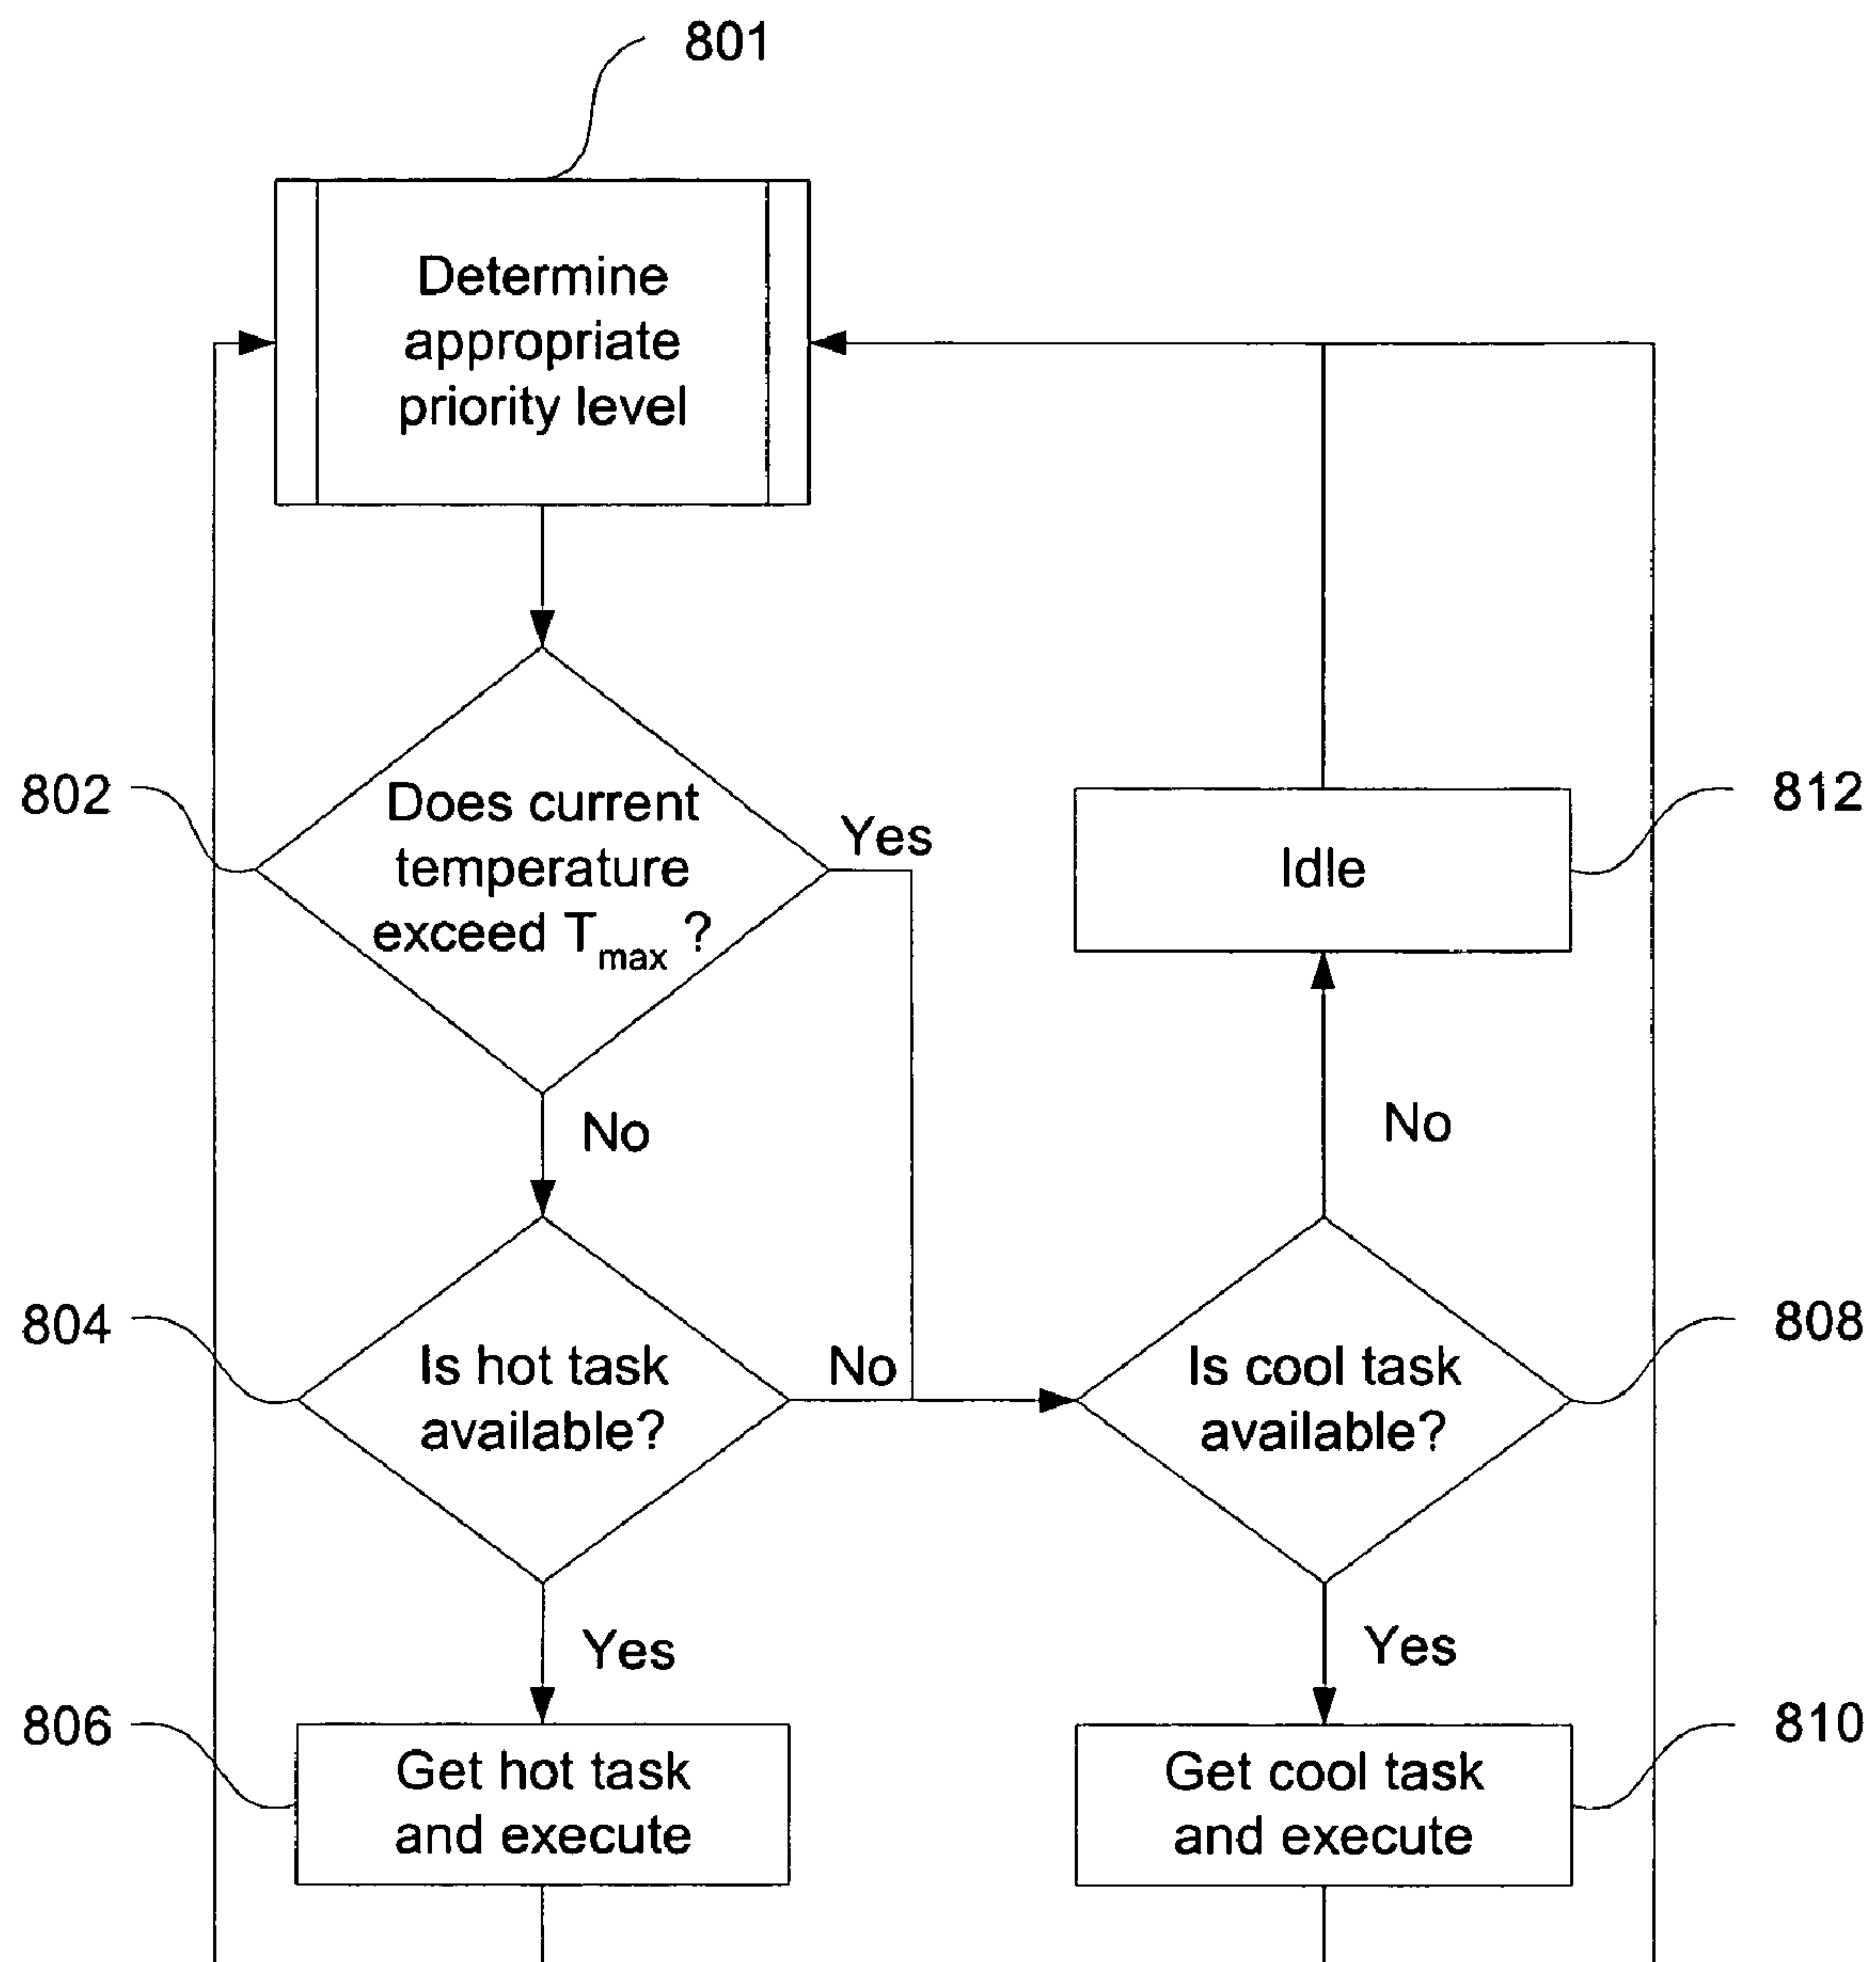 801
Determine
appropriate
priority level
802
Does current
temperature
exceed Tmax ?
Yes
812
Idle
No
No
804
Is hot task
available?
No
Is cool task
available?
808
Yes
Yes
806
Get hot task
and execute
Get cool task
and execute
810